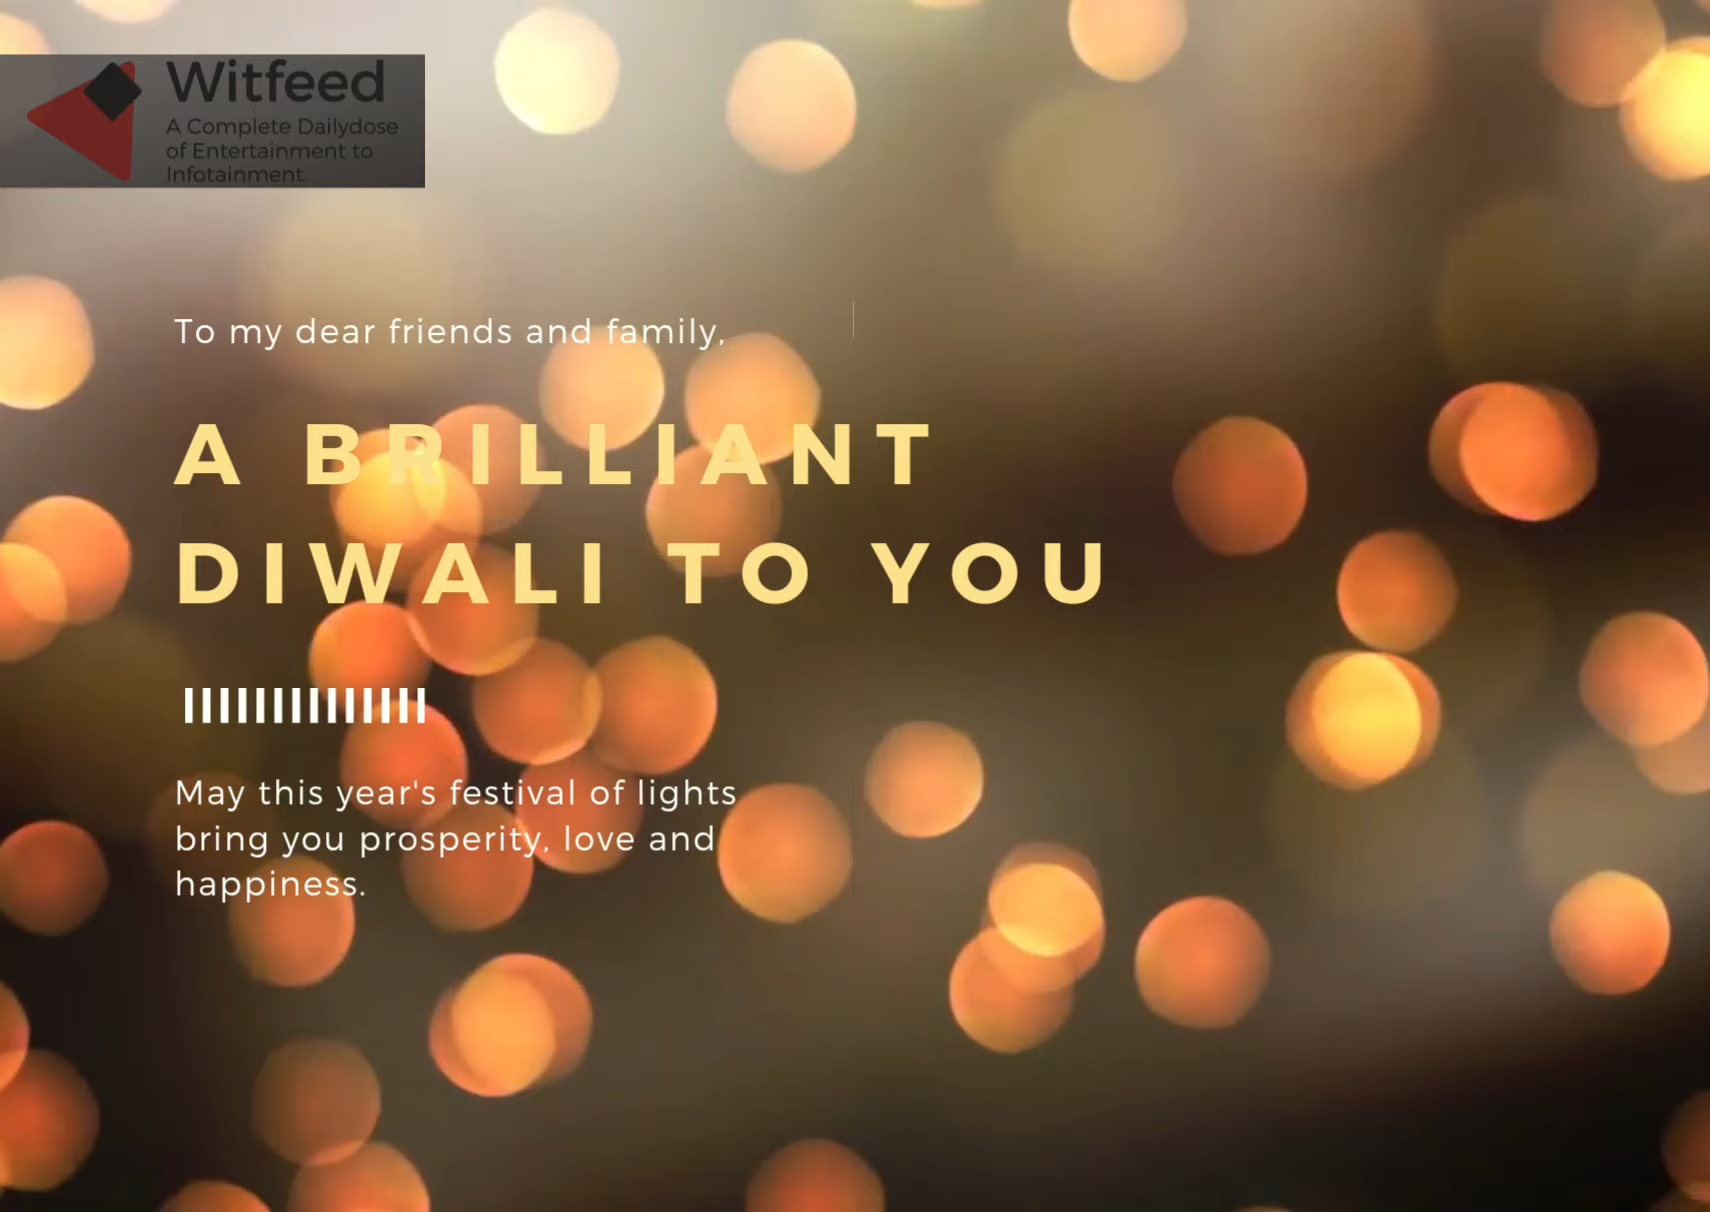 Witfeed
A Complete Dailydose
of Entertainment to
Infotainment
To my dear friends and family,
A BRILLIANT
DIWALI TO YOU
May this year's festival of lights
bring you prosperity, love and
happiness.